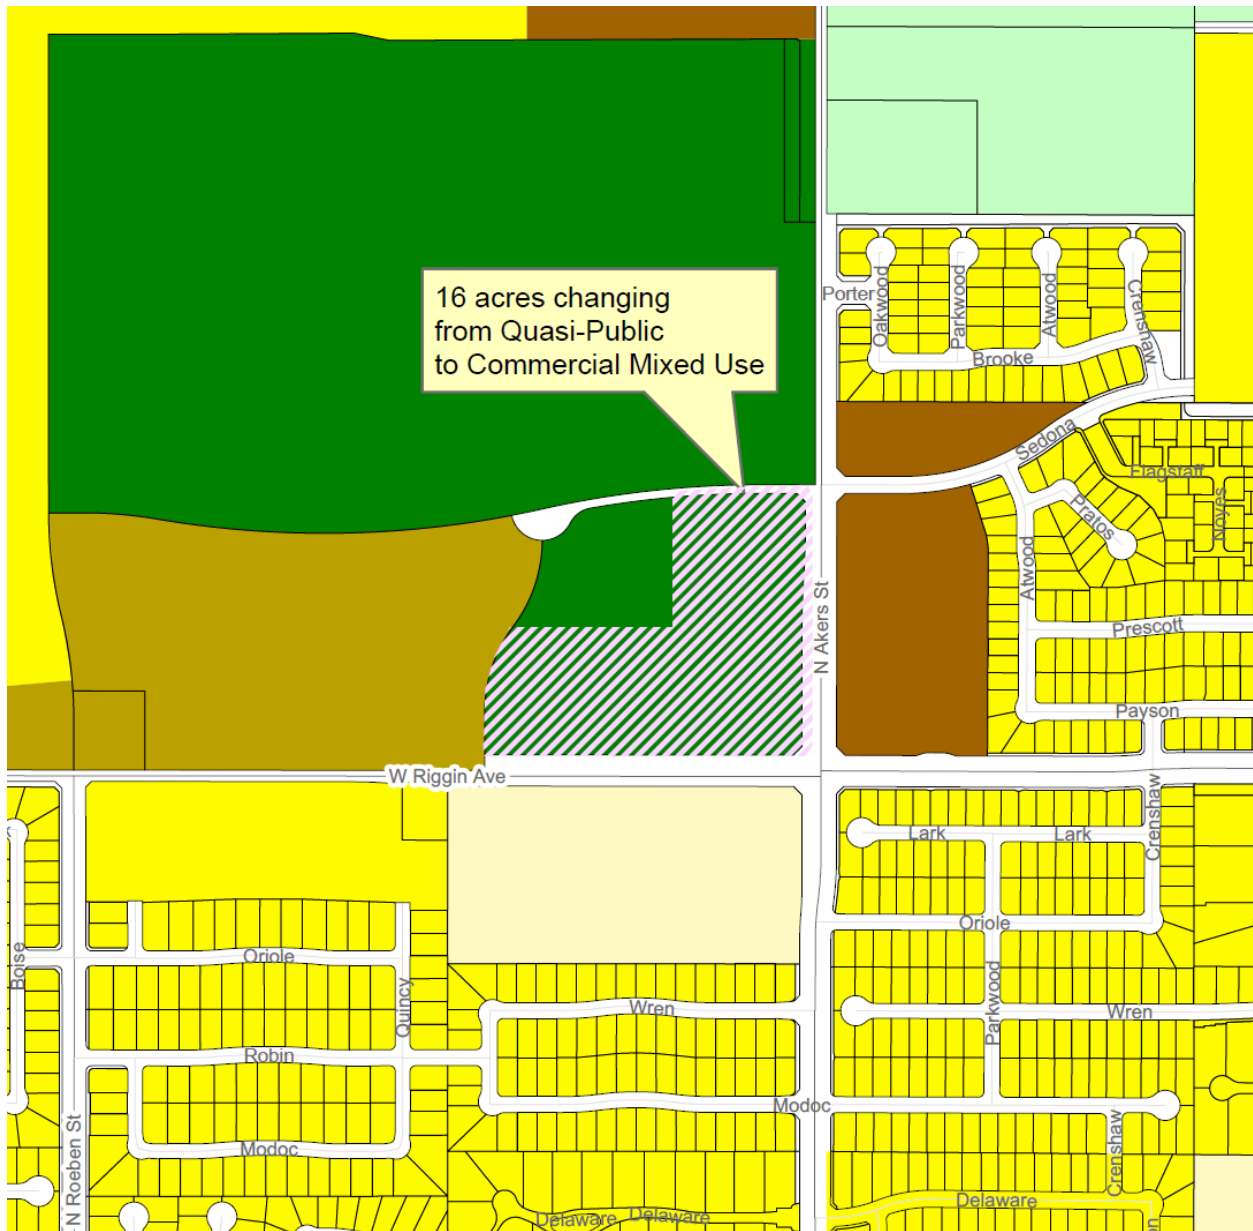 16 acres changing
from Quasi-Public
to Commercial Mixed Use
Porter
Oakwood
Parkwood
Atwood
Crenshaw
Brooke
Sedona
Flagstaff
Noyes
Pratos
Atwood
N Akers St
Prescott
Payson
W Riggin Ave
Crenshaw
Lark
Lark
Oriole
Oriole
Boise
Quincy
Parkwood
Wren
Wren
Robin
Modoc
Modoc
N Roeben St
Crenshaw
Delaware
Delaware
Delaware